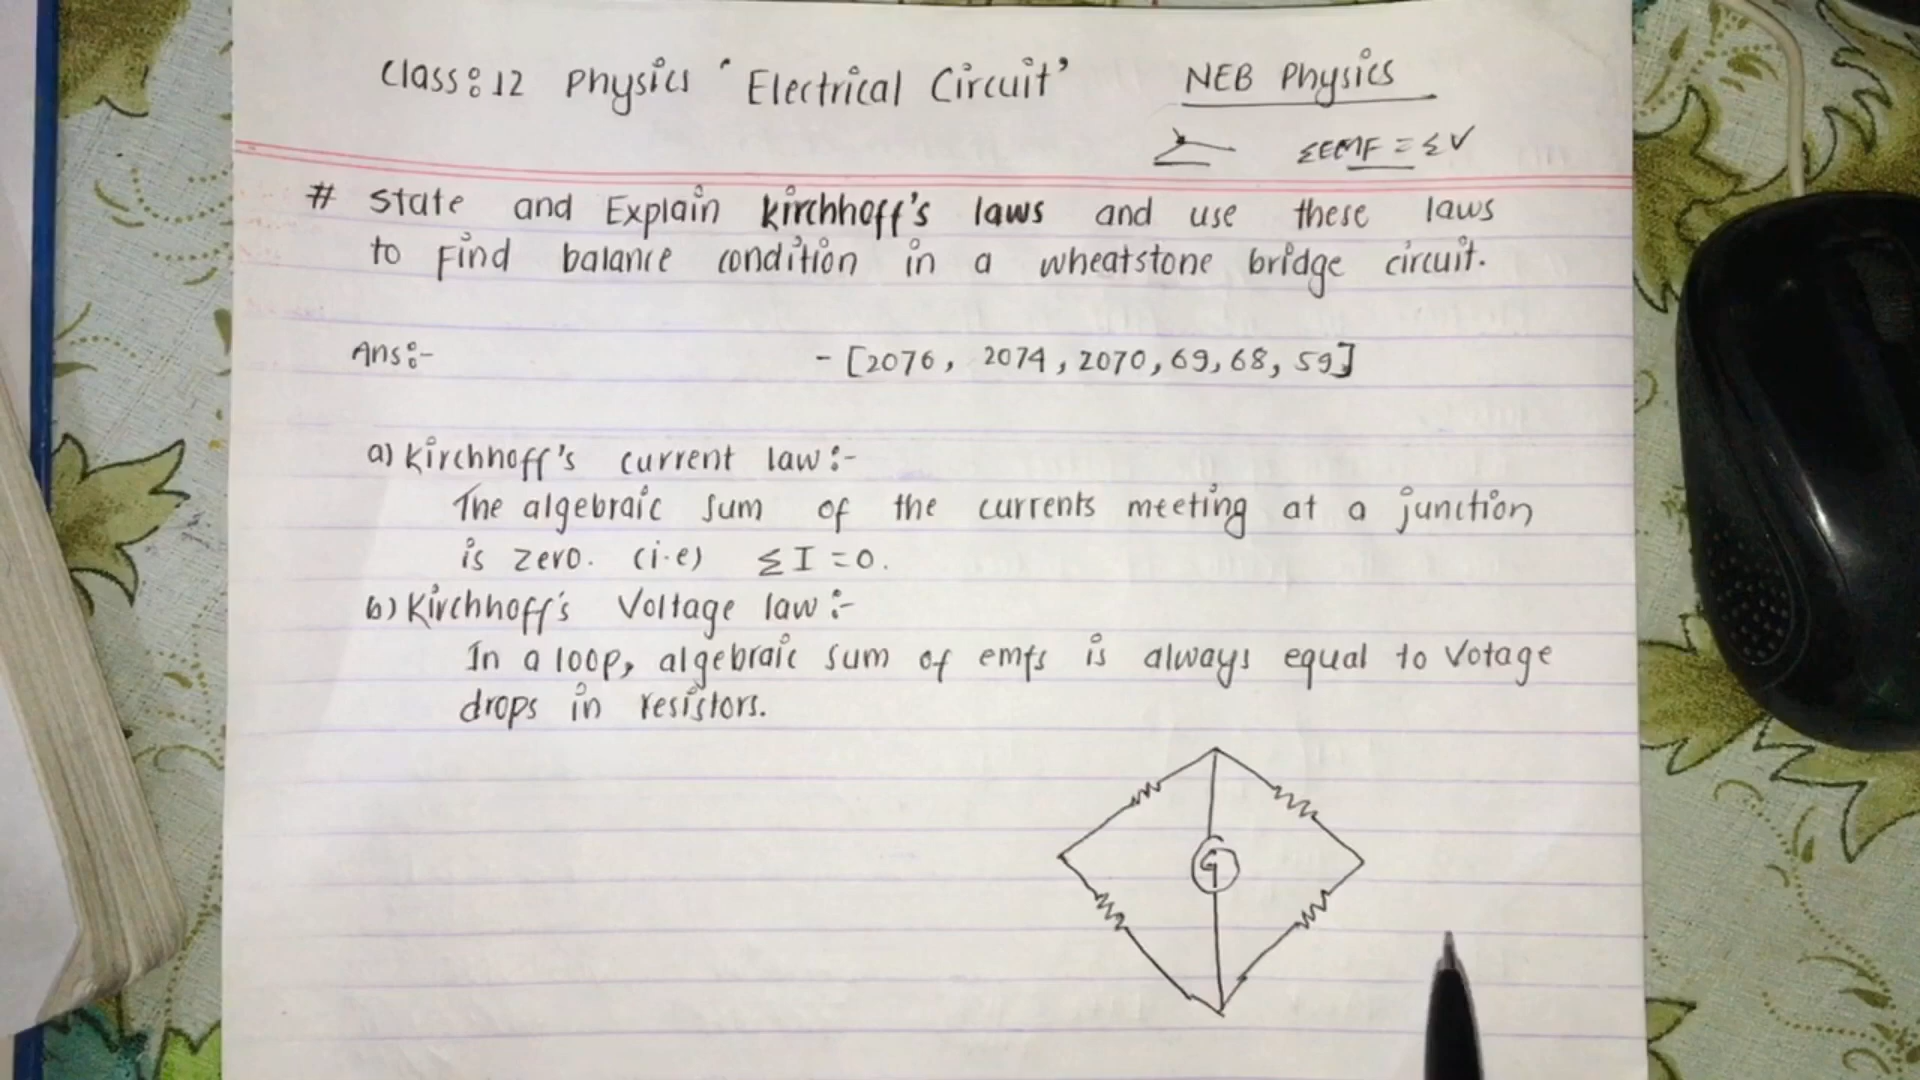 Class: 12 Physics ' Electrical Circuit'
NEB Physics
ΣEMF = ΣV
# State and Explain Kirchhoff's laws and use these laws
to Find balance condition in a wheatstone bridge circuit.
Ans:-
- [2076, 2074, 2070, 69, 68, 59]
a) Kirchhoff's current law:-
The algebraic sum of the currents meeting at a junction
is zero. (i.e) ΣI = 0.
b) Kirchhoff's Voltage law:-
In a loop, algebraic sum of emfs is always equal to Votage
drops in resistors.
G